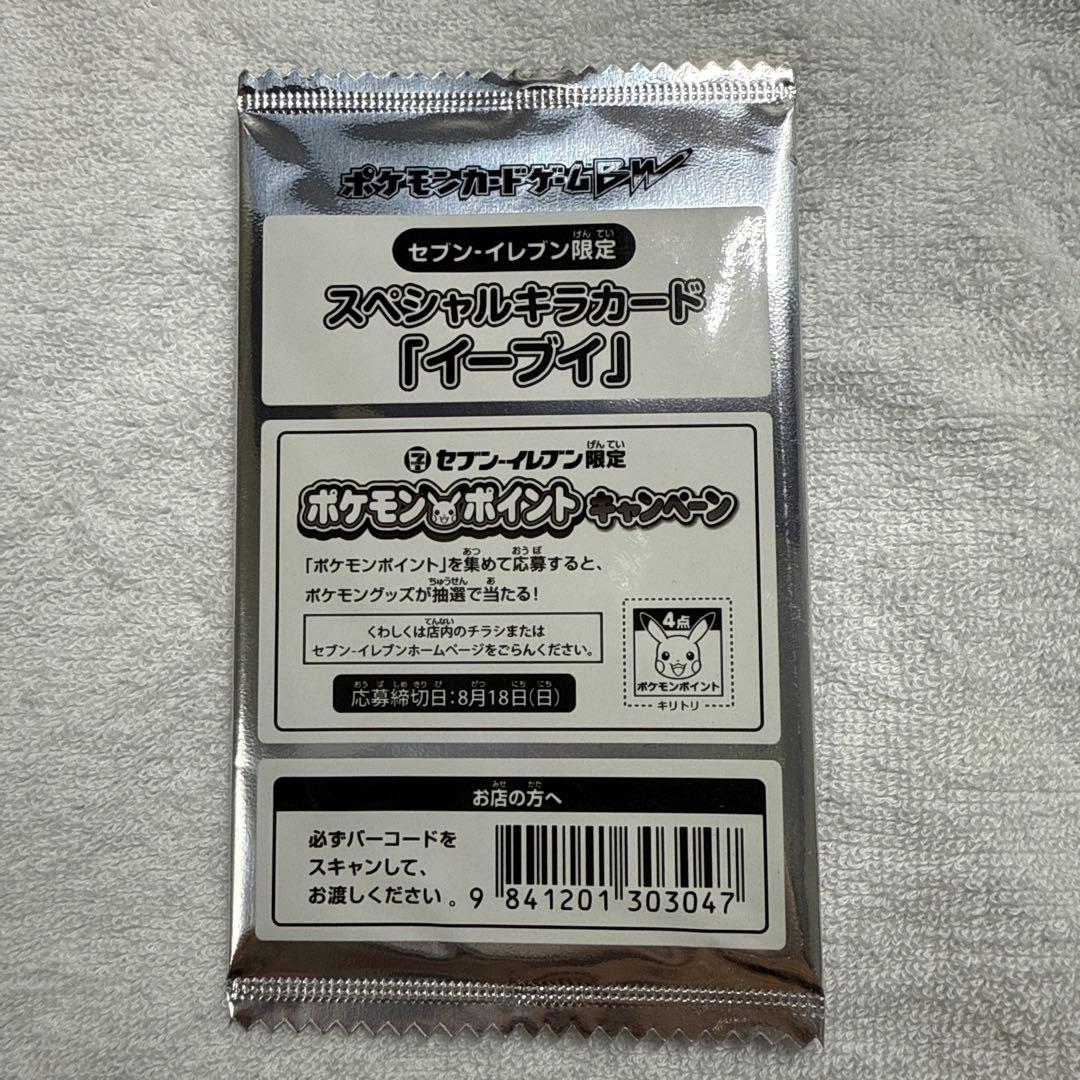 ポケモンカードゲームBW
げん てい
セブン-イレブン限定
スペシャルキラカード
「イーブイ」
げん てい
セブン-イレブン限定
ポケモンポイントキャンペーン
あつ おう ぼ
「ポケモンポイント」を集めて応募すると、
ちゅうせん あ
ポケモングッズが抽選で当たる!
てんない
くわしくは店内のチラシまたは
セブン-イレブンホームページをごらんください。
おう ぼ しめ きり び がつ にち にち
応募締切日:8月18日(日)
4点
ポケモンポイント
キリトリ
みせ かた
お店の方へ
必ずバーコードを
スキャンして、
お渡しください。
9 841201 303047